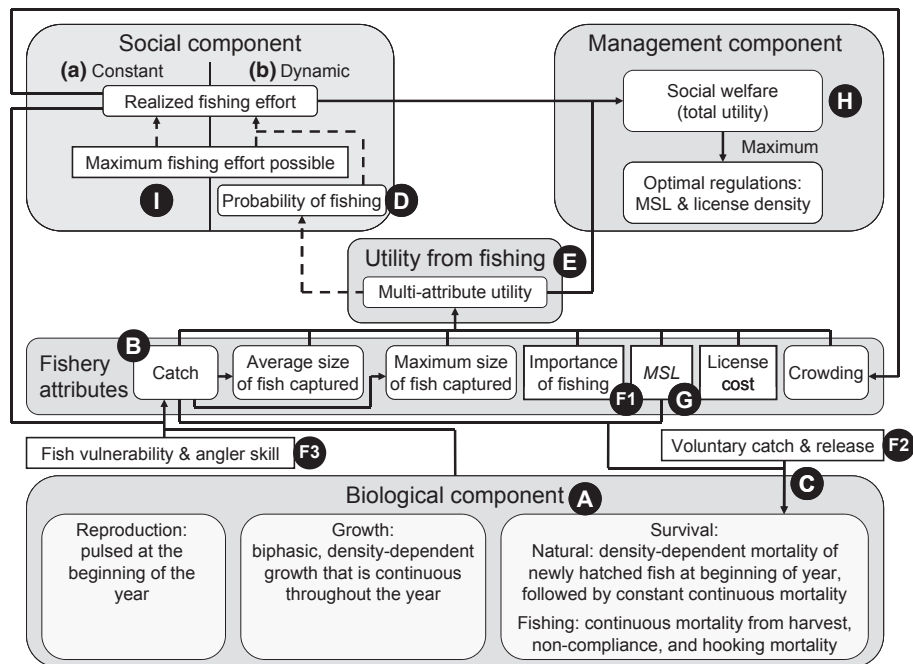 Social component
(a) Constant
(b) Dynamic
Realized fishing effort
Maximum fishing effort possible
I
Probability of fishing
D
Management component
Social welfare
(total utility)
H
Maximum
Optimal regulations:
MSL & license density
Utility from fishing
E
Multi-attribute utility
Fishery
attributes
B
Catch
Average size
of fish captured
Maximum size
of fish captured
Importance
of fishing
F1
MSL
G
License
cost
Crowding
Fish vulnerability & angler skill
F3
Voluntary catch & release
F2
C
Biological component
A
Reproduction:
pulsed at the
beginning of the
year
Growth:
biphasic, density-dependent
growth that is continuous
throughout the year
Survival:
Natural: density-dependent mortality of
newly hatched fish at beginning of year,
followed by constant continuous mortality
Fishing: continuous mortality from harvest,
non-compliance, and hooking mortality